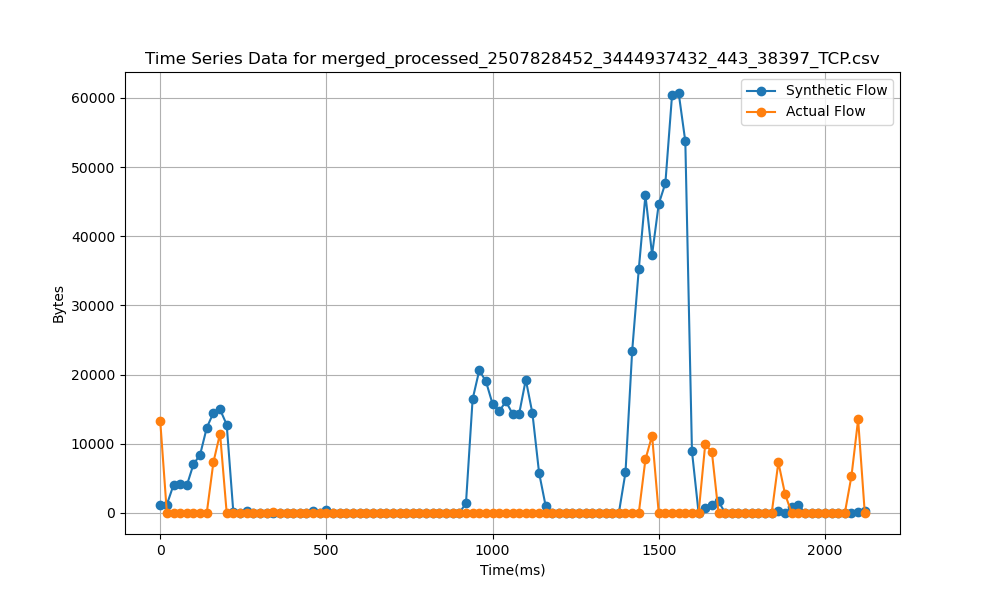 Time Series Data for merged_processed_2507828452_3444937432_443_38397_TCP.csv
Synthetic Flow
Actual Flow
60000
50000
40000
30000
20000
10000
0
Bytes
0 500 1000 1500 2000
Time(ms)